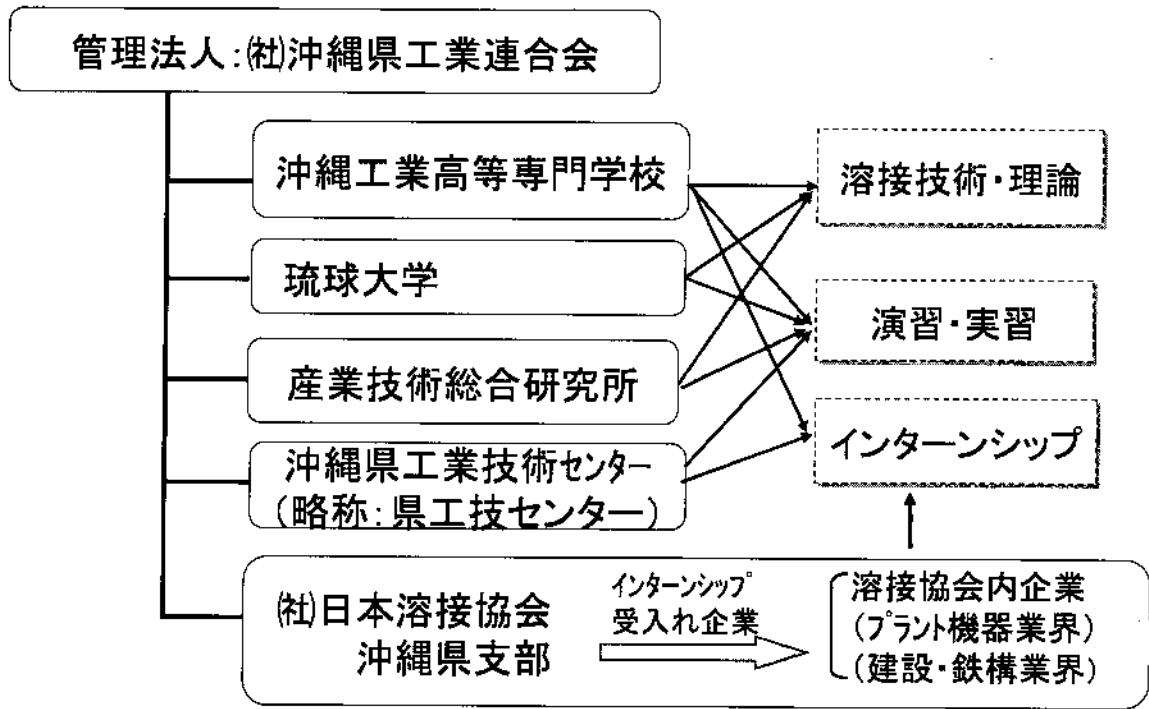 管理法人:㈳沖縄県工業連合会
沖縄工業高等専門学校
溶接技術・理論
琉球大学
演習・実習
産業技術総合研究所
インターンシップ
沖縄県工業技術センター
(略称:県工技センター)
㈳日本溶接協会
沖縄県支部
インターンシップ
受入れ企業
溶接協会内企業
(プラント機器業界)
(建設・鉄構業界)